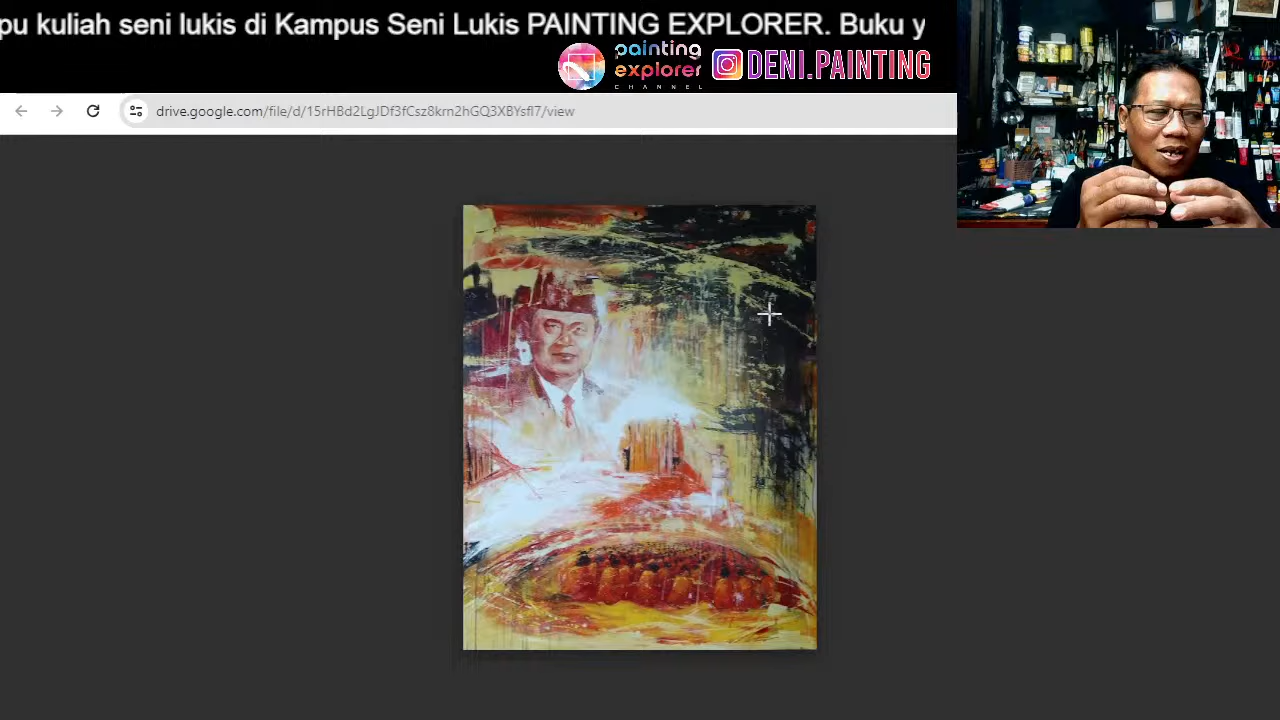 pu kuliah seni lukis di Kampus Seni Lukis PAINTING EXPLORER. Buku y
painting
explorer
CHANNEL
DENI.PAINTING
drive.google.com/file/d/15rHBd2LgJDf3fCsz8krn2hGQ3XBYsfl7/view